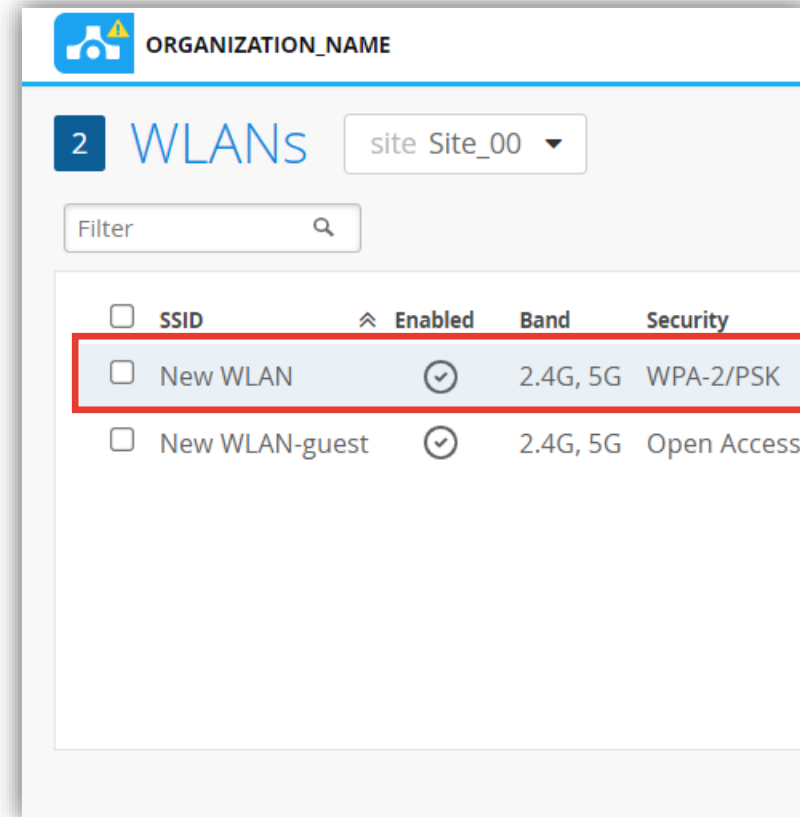 ORGANIZATION_NAME
2 WLANs site Site_00
Filter
SSID Enabled Band Security
New WLAN 2.4G, 5G WPA-2/PSK
New WLAN-guest 2.4G, 5G Open Access